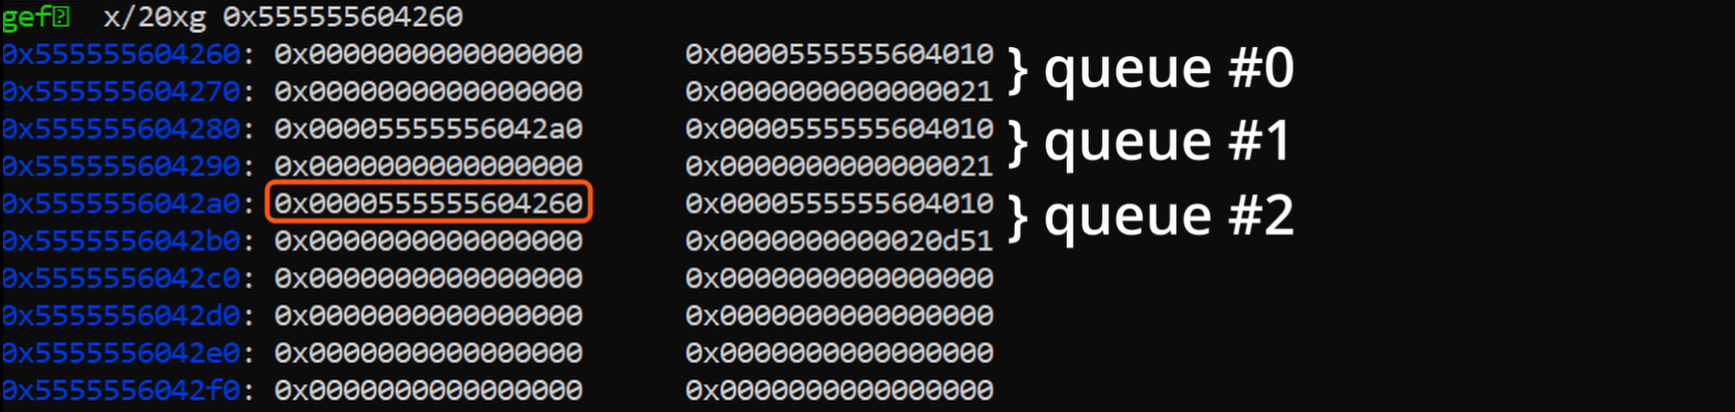 gef⍰  x/20xg 0x555555604260
0x555555604260: 0x0000000000000000 0x0000555555604010 } queue #0
0x555555604270: 0x0000000000000000 0x0000000000000021
0x555555604280: 0x00005555556042a0 0x0000555555604010 } queue #1
0x555555604290: 0x0000000000000000 0x0000000000000021
0x5555556042a0: 0x0000555555604260 0x0000555555604010 } queue #2
0x5555556042b0: 0x0000000000000000 0x0000000000020d51
0x5555556042c0: 0x0000000000000000 0x0000000000000000
0x5555556042d0: 0x0000000000000000 0x0000000000000000
0x5555556042e0: 0x0000000000000000 0x0000000000000000
0x5555556042f0: 0x0000000000000000 0x0000000000000000